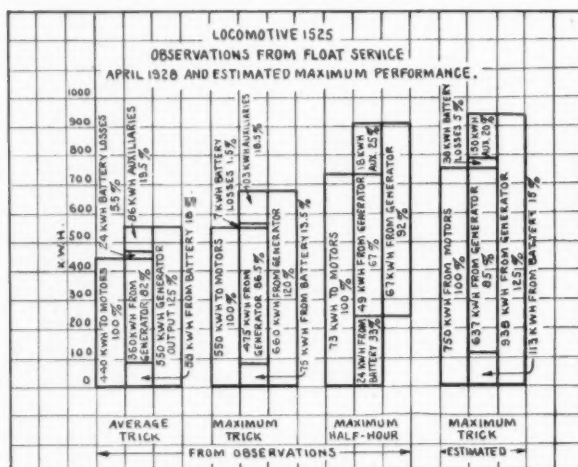 LOCOMOTIVE 1525
OBSERVATIONS FROM FLOAT SERVICE
APRIL 1928 AND ESTIMATED MAXIMUM PERFORMANCE.
K.W.H.
1000
900
800
700
600
500
400
300
200
100
0
440 KWH TO MOTORS
100%
24 KWH BATTERY LOSSES
5.5%
86 KWH AUXILIARIES
19.5%
360 KWH FROM
GENERATOR 82%
550 KWH GENERATOR
OUTPUT 125%
80 KWH FROM BATTERY 18%
550 KWH TO MOTORS
100%
7 KWH BATTERY
LOSSES 1.5%
103 KWH AUXILIARIES
18.5%
475 KWH FROM
GENERATOR 86.5%
660 KWH FROM GENERATOR
120%
75 KWH FROM BATTERY 13.5%
73 KWH TO MOTORS
100%
18 KWH
AUX. 25%
49 KWH FROM GENERATOR
67%
24 KWH FROM
BATTERY 33%
67 KWH FROM GENERATOR
92%
38 KWH BATTERY
LOSSES 5%
150 KWH
AUX. 20%
750 KWH FROM MOTORS
100%
637 KWH FROM GENERATOR
85%
938 KWH FROM GENERATOR
125%
113 KWH FROM BATTERY 15%
AVERAGE
TRICK
MAXIMUM
TRICK
MAXIMUM
HALF-HOUR
MAXIMUM
TRICK
FROM OBSERVATIONS
ESTIMATED